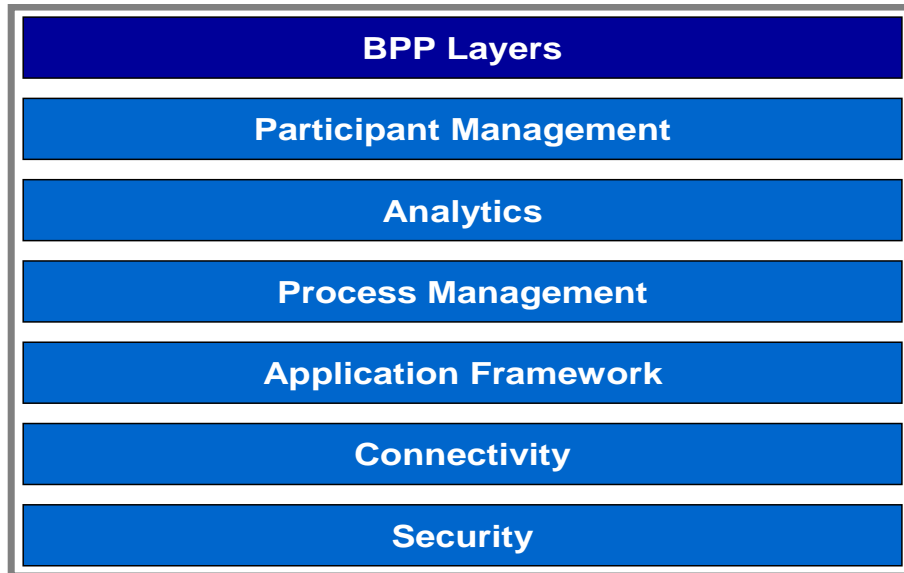 BPP Layers
Participant Management
Analytics
Process Management
Application Framework
Connectivity
Security